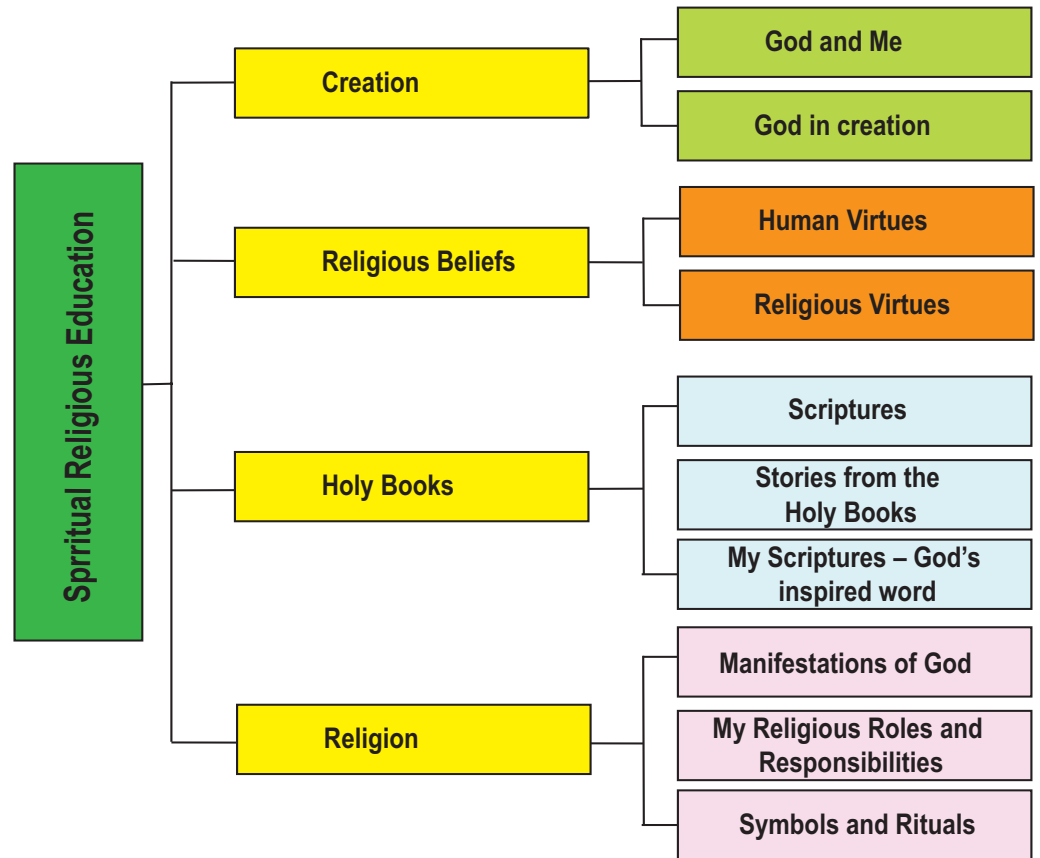 Sprritual Religious Education
Creation
God and Me
God in creation
Religious Beliefs
Human Virtues
Religious Virtues
Holy Books
Scriptures
Stories from the
Holy Books
My Scriptures – God's
inspired word
Religion
Manifestations of God
My Religious Roles and
Responsibilities
Symbols and Rituals